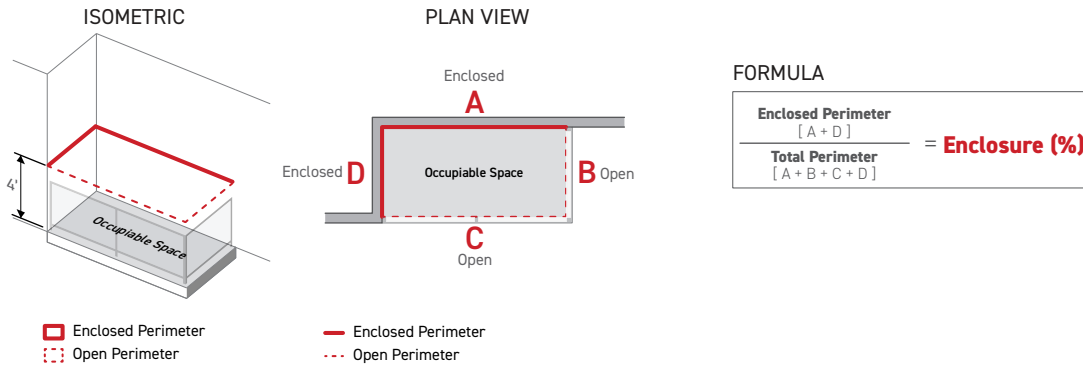 ISOMETRIC
4'
Occupiable Space
Enclosed Perimeter
Open Perimeter
PLAN VIEW
Enclosed
A
Enclosed D
Occupiable Space
B Open
C
Open
Enclosed Perimeter
Open Perimeter
FORMULA
Enclosed Perimeter
[ A + D ]
Total Perimeter
[ A + B + C + D ]
= Enclosure (%)